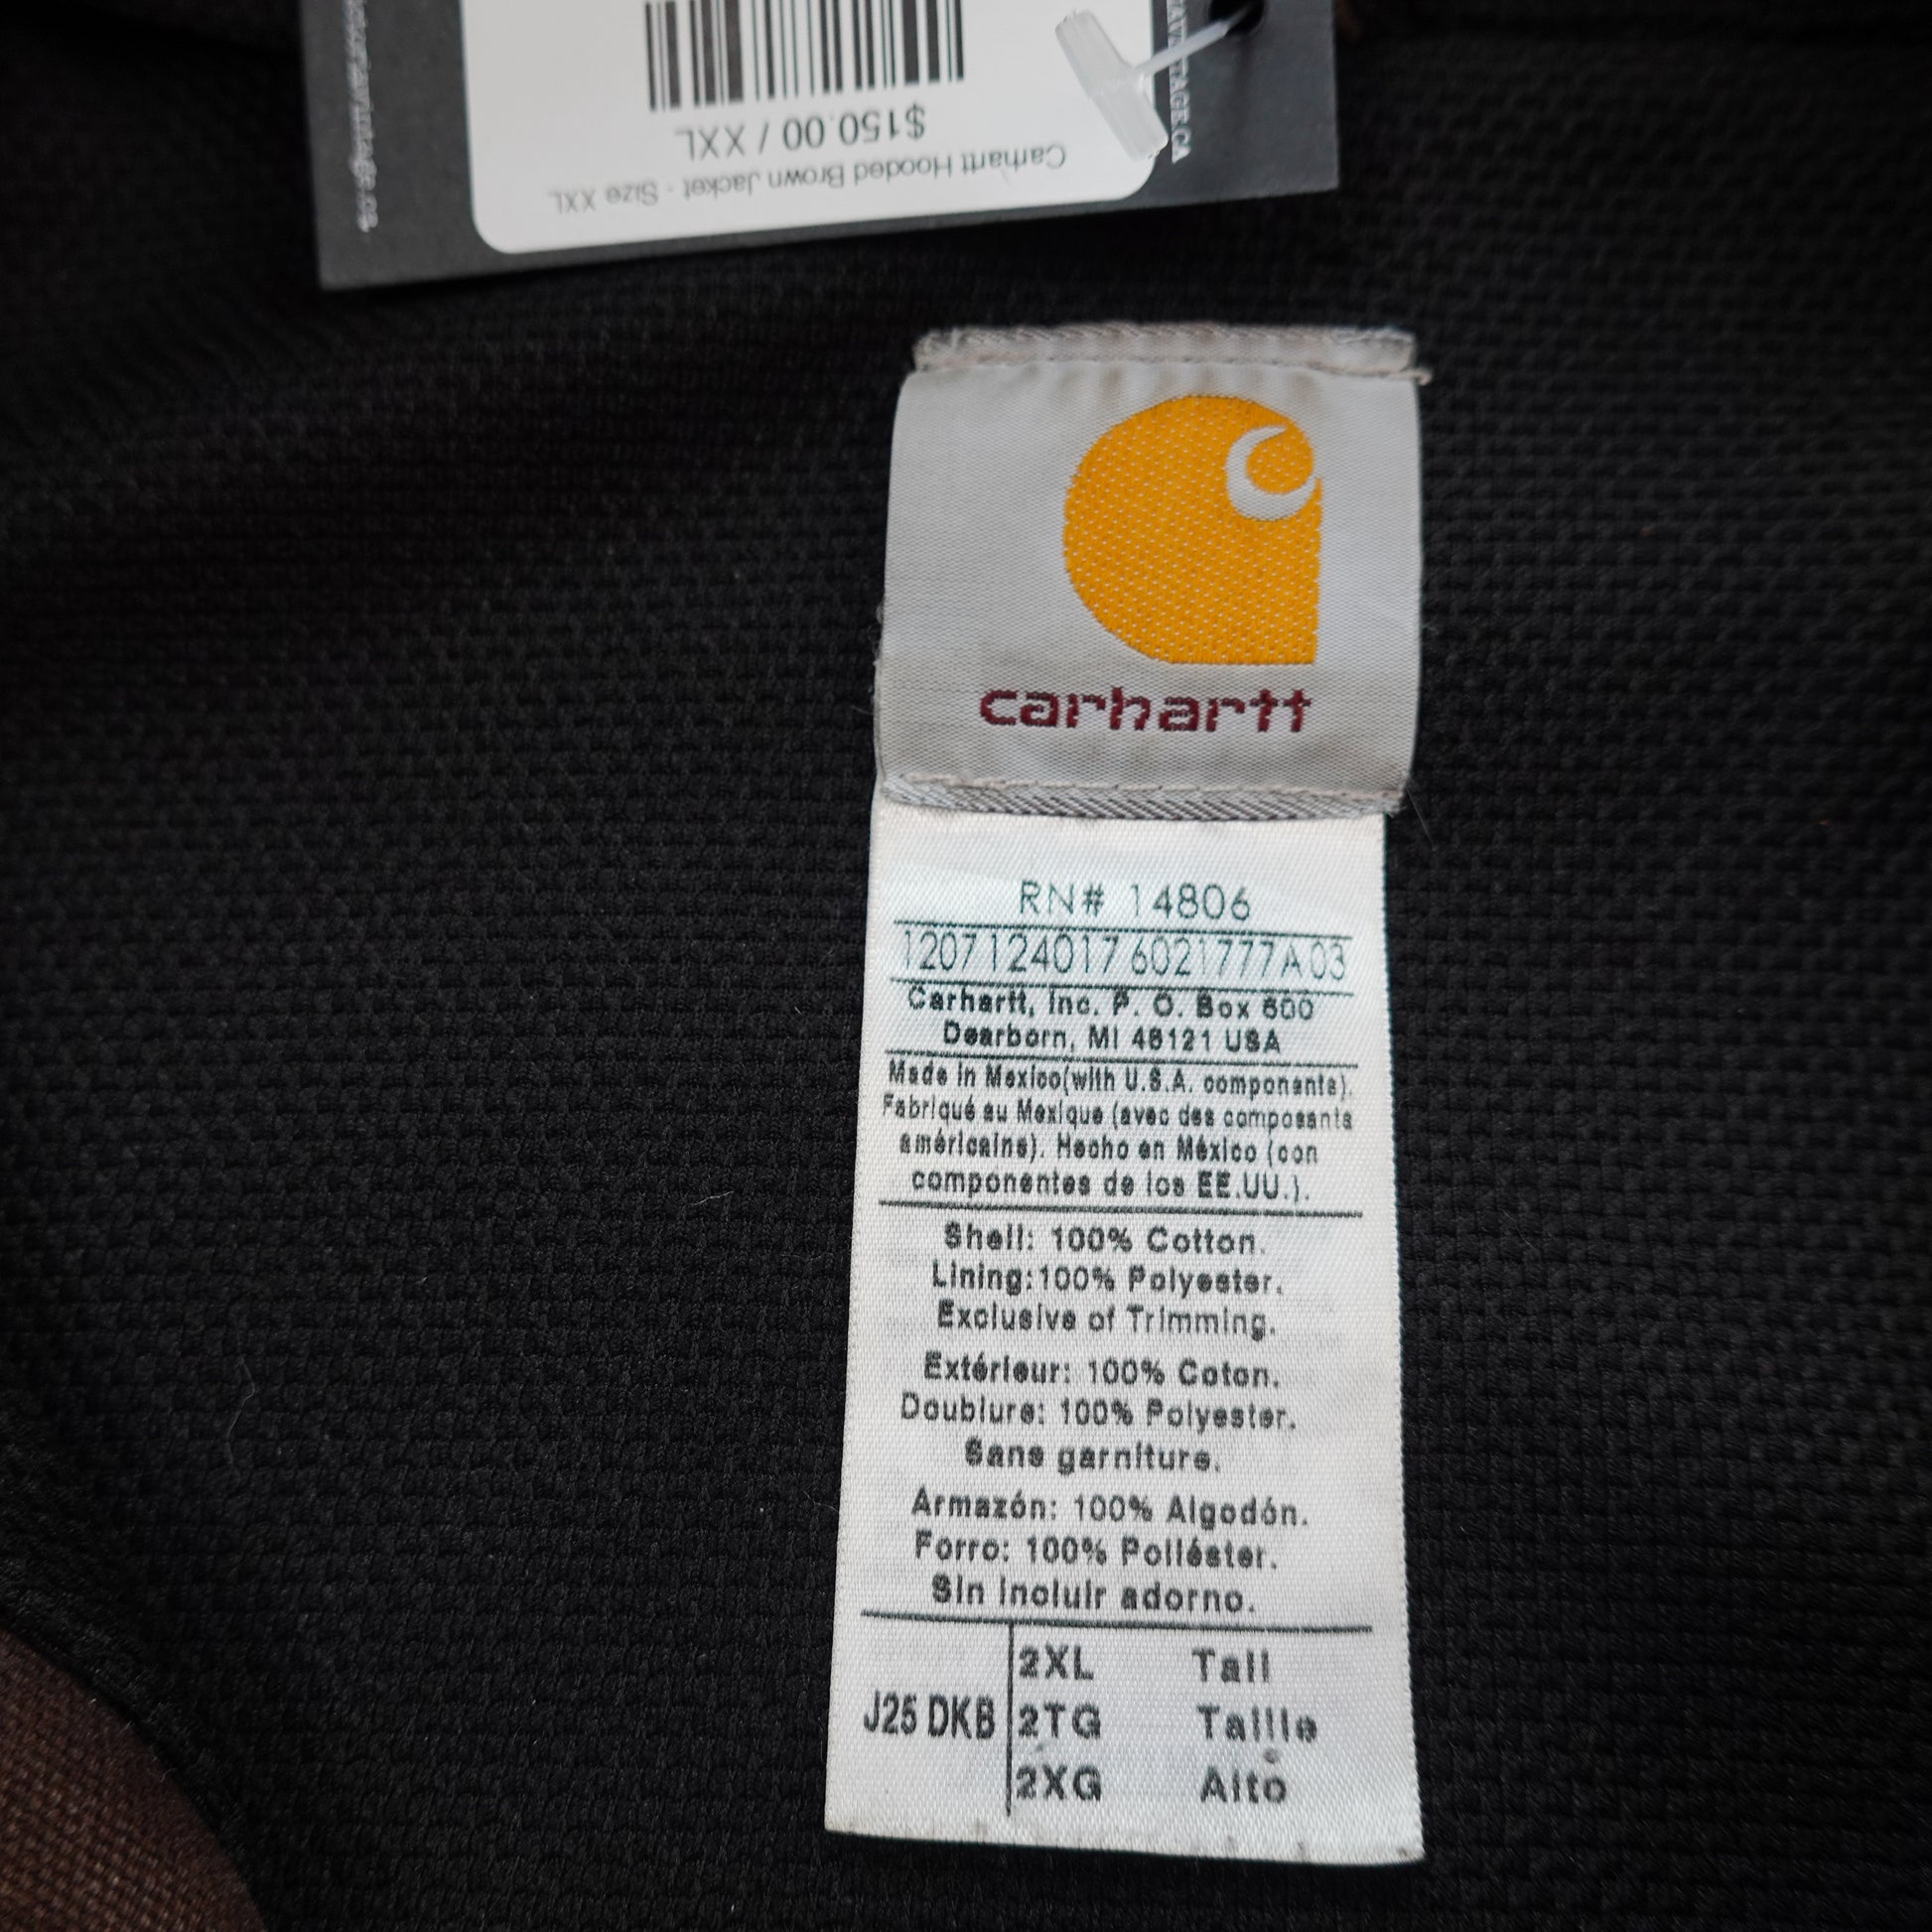 $150.00 / XXL
Carhartt Hooded Brown Jacket - Size XXL
carhartt
RN# 14806
12071240176021777A03
Carhartt, Inc. P. O. Box 600
Dearborn, MI 48121 USA
Made in Mexico(with U.S.A. components).
Fabriqué au Mexique (avec des composants
américains). Hecho en México (con
componentes de los EE.UU.).
Shell: 100% Cotton.
Lining:100% Polyester.
Exclusive of Trimming.
Extérieur: 100% Coton.
Doublure: 100% Polyester.
Sans garniture.
Armazón: 100% Algodón.
Forro: 100% Poliéster.
Sin incluir adorno.
J25 DKB
2XL Tall
2TG Taille
2XG Alto